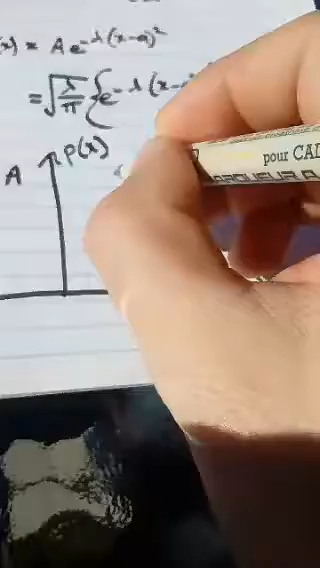 (x) = A e^-λ(x-a)²
= √λ/π { e^-λ(x-
A P(x)
pour CAL